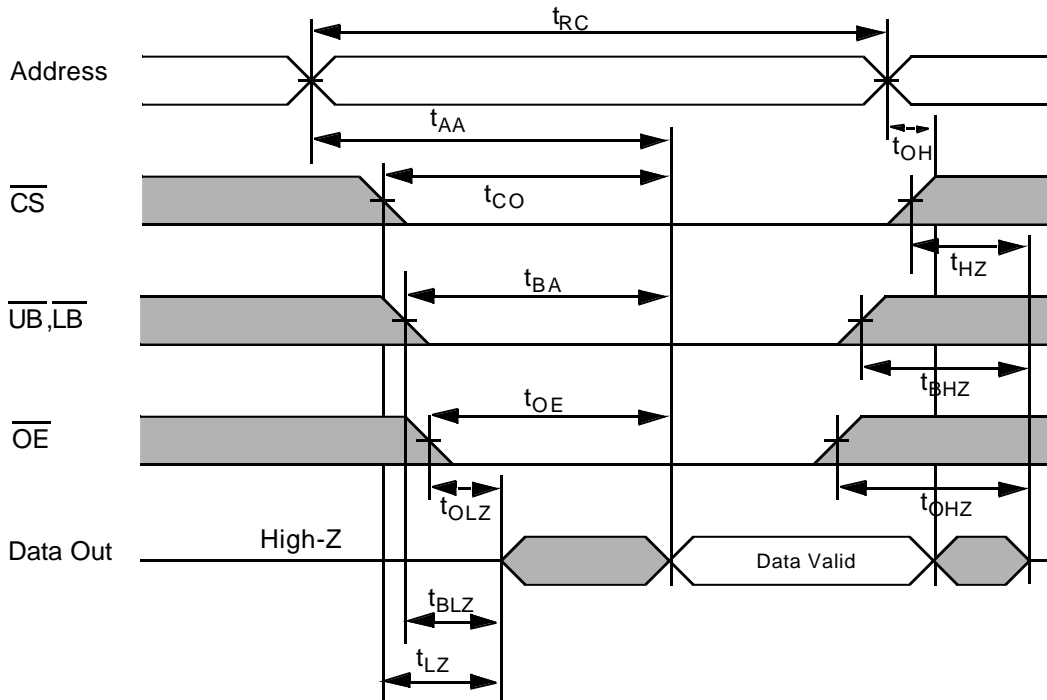 tRC
Address
tAA
tOH
CS
tCO
tHZ
UB,LB
tBA
tBHZ
OE
tOE
tOLZ
tOHZ
Data Out
High-Z
Data Valid
tBLZ
tLZ